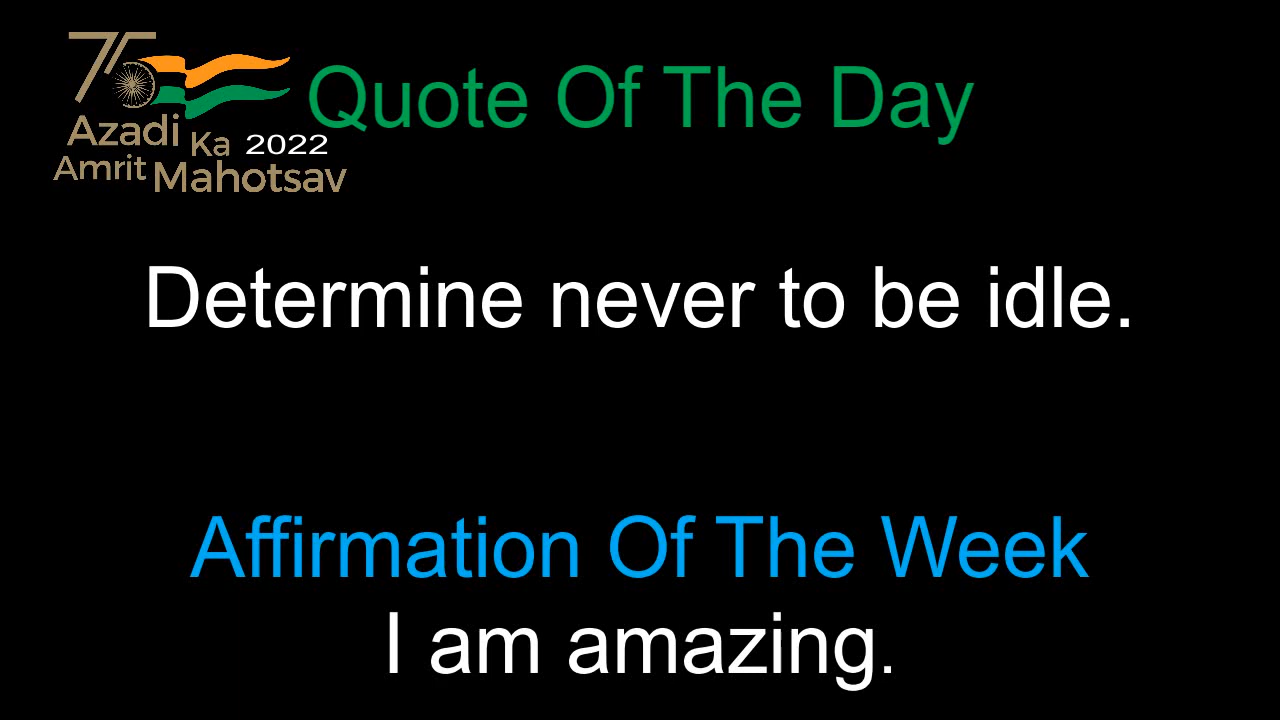 75
Quote Of The Day
Azadi Ka 2022
Amrit Mahotsav
Determine never to be idle.
Affirmation Of The Week
I am amazing.